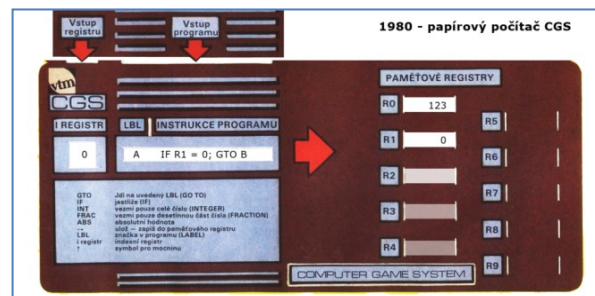 1980 - papírový počítač CGS
Vstup registru
Vstup programu
vtm
CGS
I REGISTR
LBL
INSTRUKCE PROGRAMU
0
A IF R1 = 0; GTO B
GTO Jdi na uvedený LBL (GO TO)
IF jestliže (IF)
INT vezmi pouze celé číslo (INTEGER)
FRAC vezmi pouze desetinnou část čísla (FRACTION)
ABS absolutní hodnota
→ ulož — zapiš do paměťového registru
LBL značka v programu (LABEL)
i registr indexní registr
↑ symbol pro mocninu
PAMĚŤOVÉ REGISTRY
R0 123
R1 0
R2
R3
R4
R5
R6
R7
R8
R9
COMPUTER GAME SYSTEM